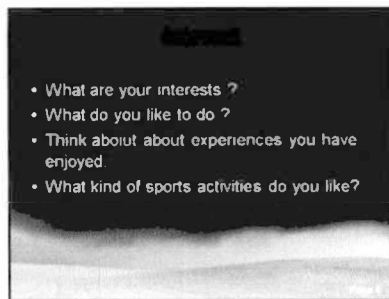 • What are your interests ?
• What do you like to do ?
• Think aboiut about experiences you have
enjoyed.
• What kind of sports activities do you like?